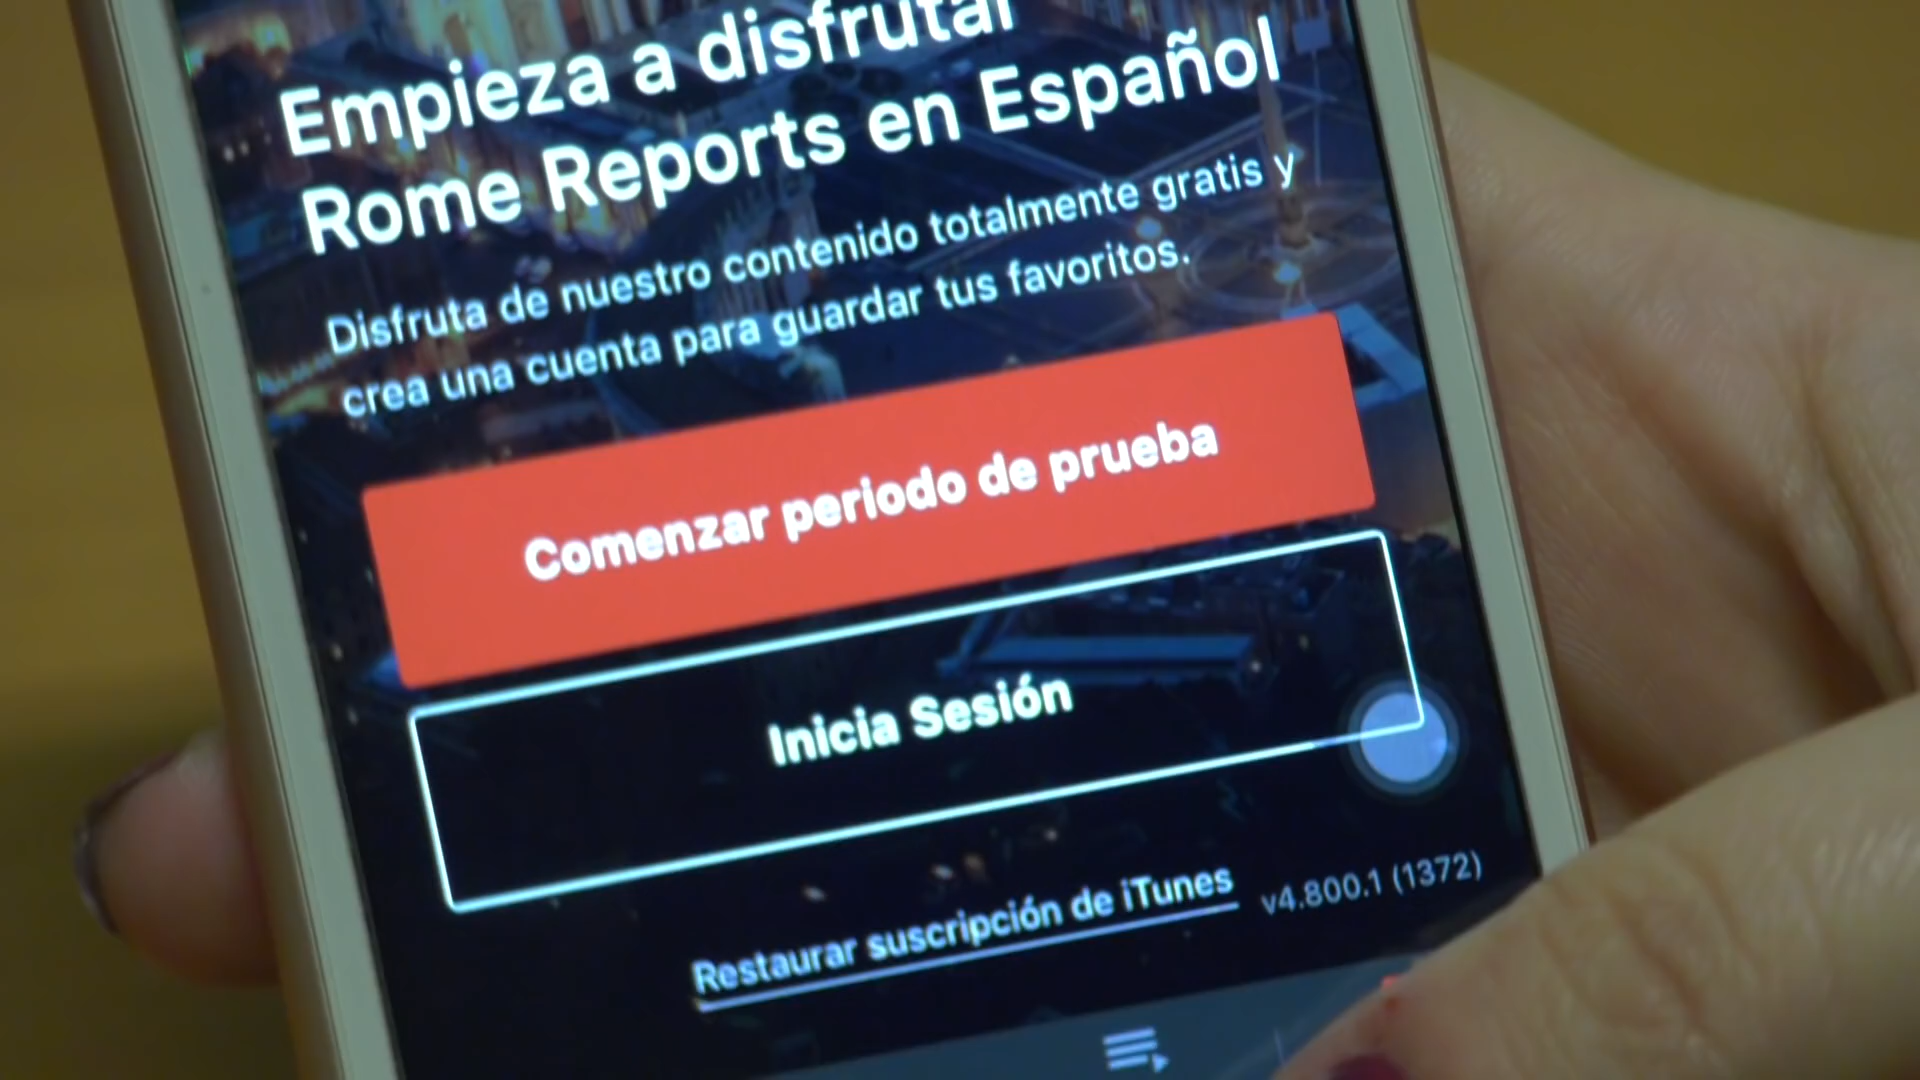 Empieza a disfrutar
Rome Reports en Español
Disfruta de nuestro contenido totalmente gratis y
crea una cuenta para guardar tus favoritos.
Comenzar periodo de prueba
Inicia Sesión
Restaurar suscripción de iTunes
v4.800.1 (1372)